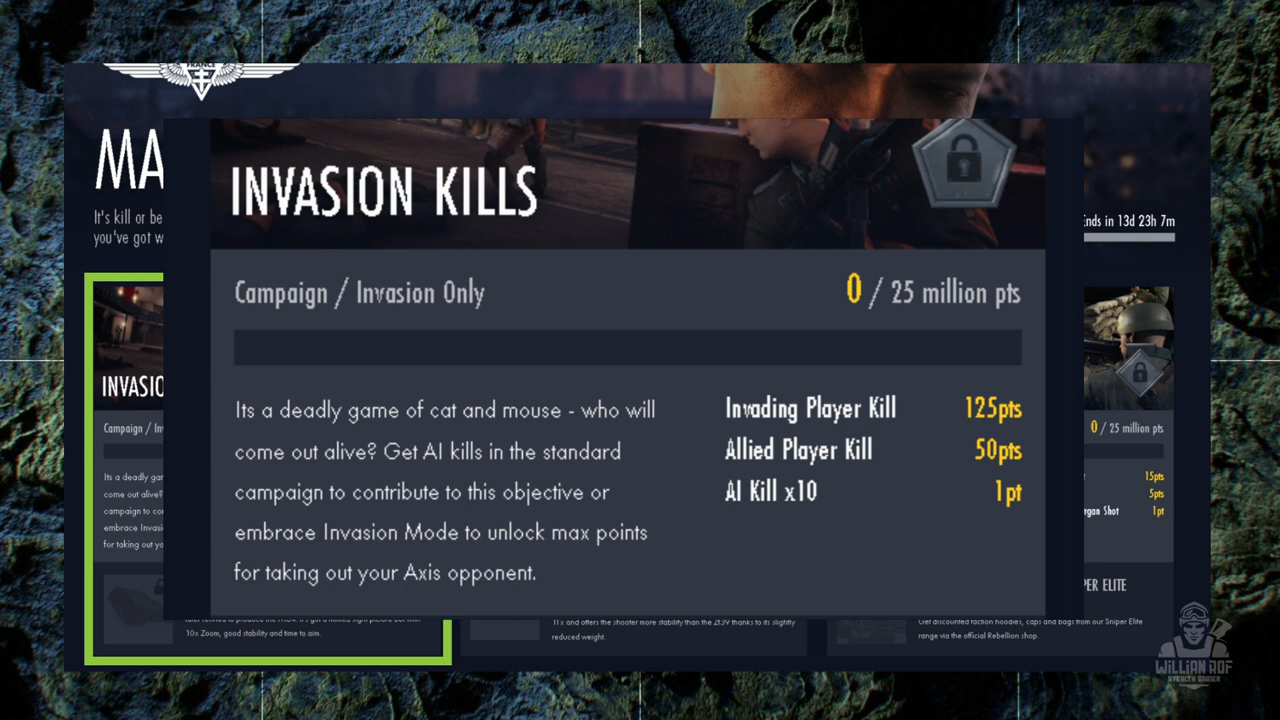 FRANCE
MA
It's kill or be
you've got w
Ends in 13d 23h 7m
INVASION KILLS
Campaign / Invasion Only
0 / 25 million pts
Its a deadly game of cat and mouse - who will
come out alive? Get AI kills in the standard
campaign to contribute to this objective or
embrace Invasion Mode to unlock max points
for taking out your Axis opponent.
Invading Player Kill 125pts
Allied Player Kill 50pts
AI Kill x10 1pt
INVASIO
Campaign / In
Its a deadly gar
come out alive?
campaign to co
embrace Invasi
for taking out yo
10x Zoom, good stability and time to aim.
11x and offers the shooter more stability than the ZF39 thanks to its slightly
reduced weight.
0 / 25 million pts
15pts
5pts
rgan Shot 1pt
PER ELITE
Get discounted faction hoodies, caps and bags from our Sniper Elite
range via the official Rebellion shop.
WILLIAN ROF
STEALTH GAMER